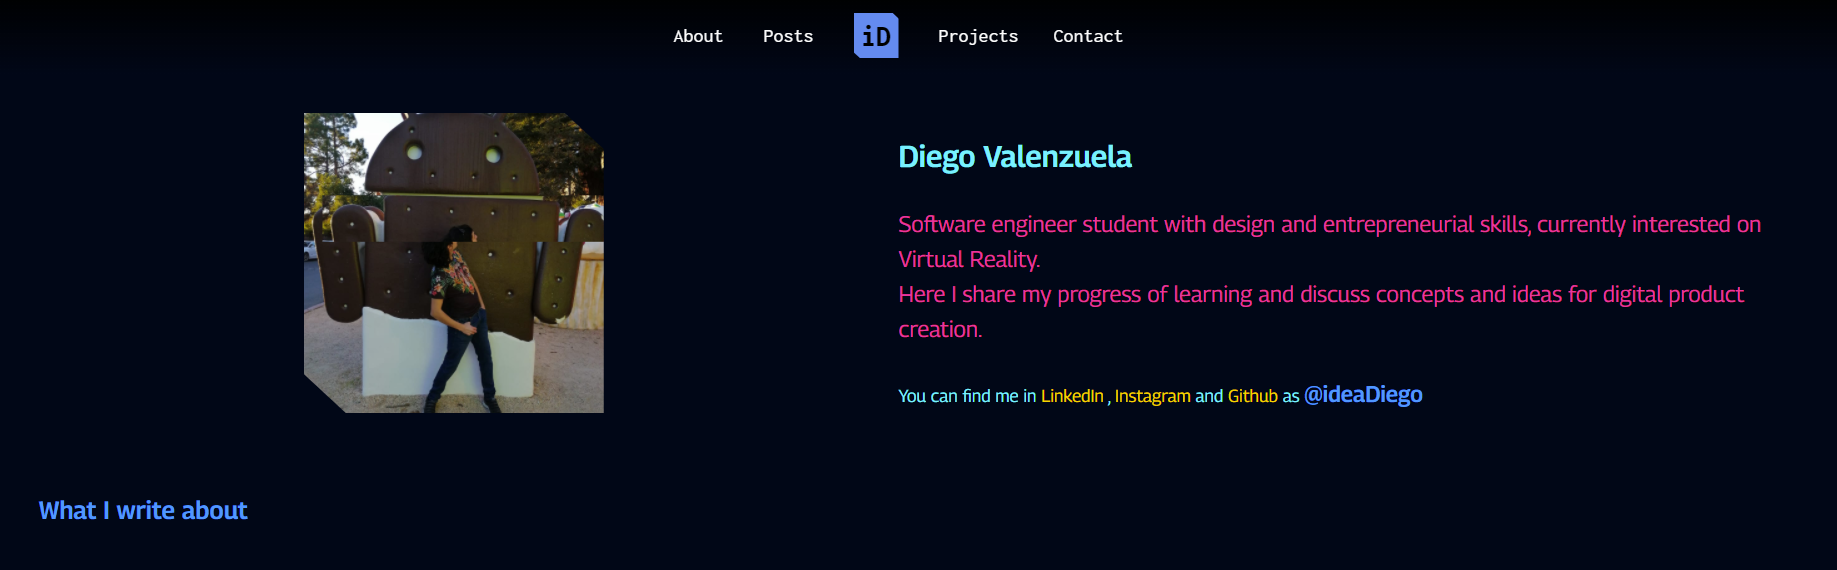 About Posts iD Projects Contact
Diego Valenzuela
Software engineer student with design and entrepreneurial skills, currently interested on
Virtual Reality.
Here I share my progress of learning and discuss concepts and ideas for digital product
creation.
You can find me in LinkedIn , Instagram and Github as @ideaDiego
What I write about